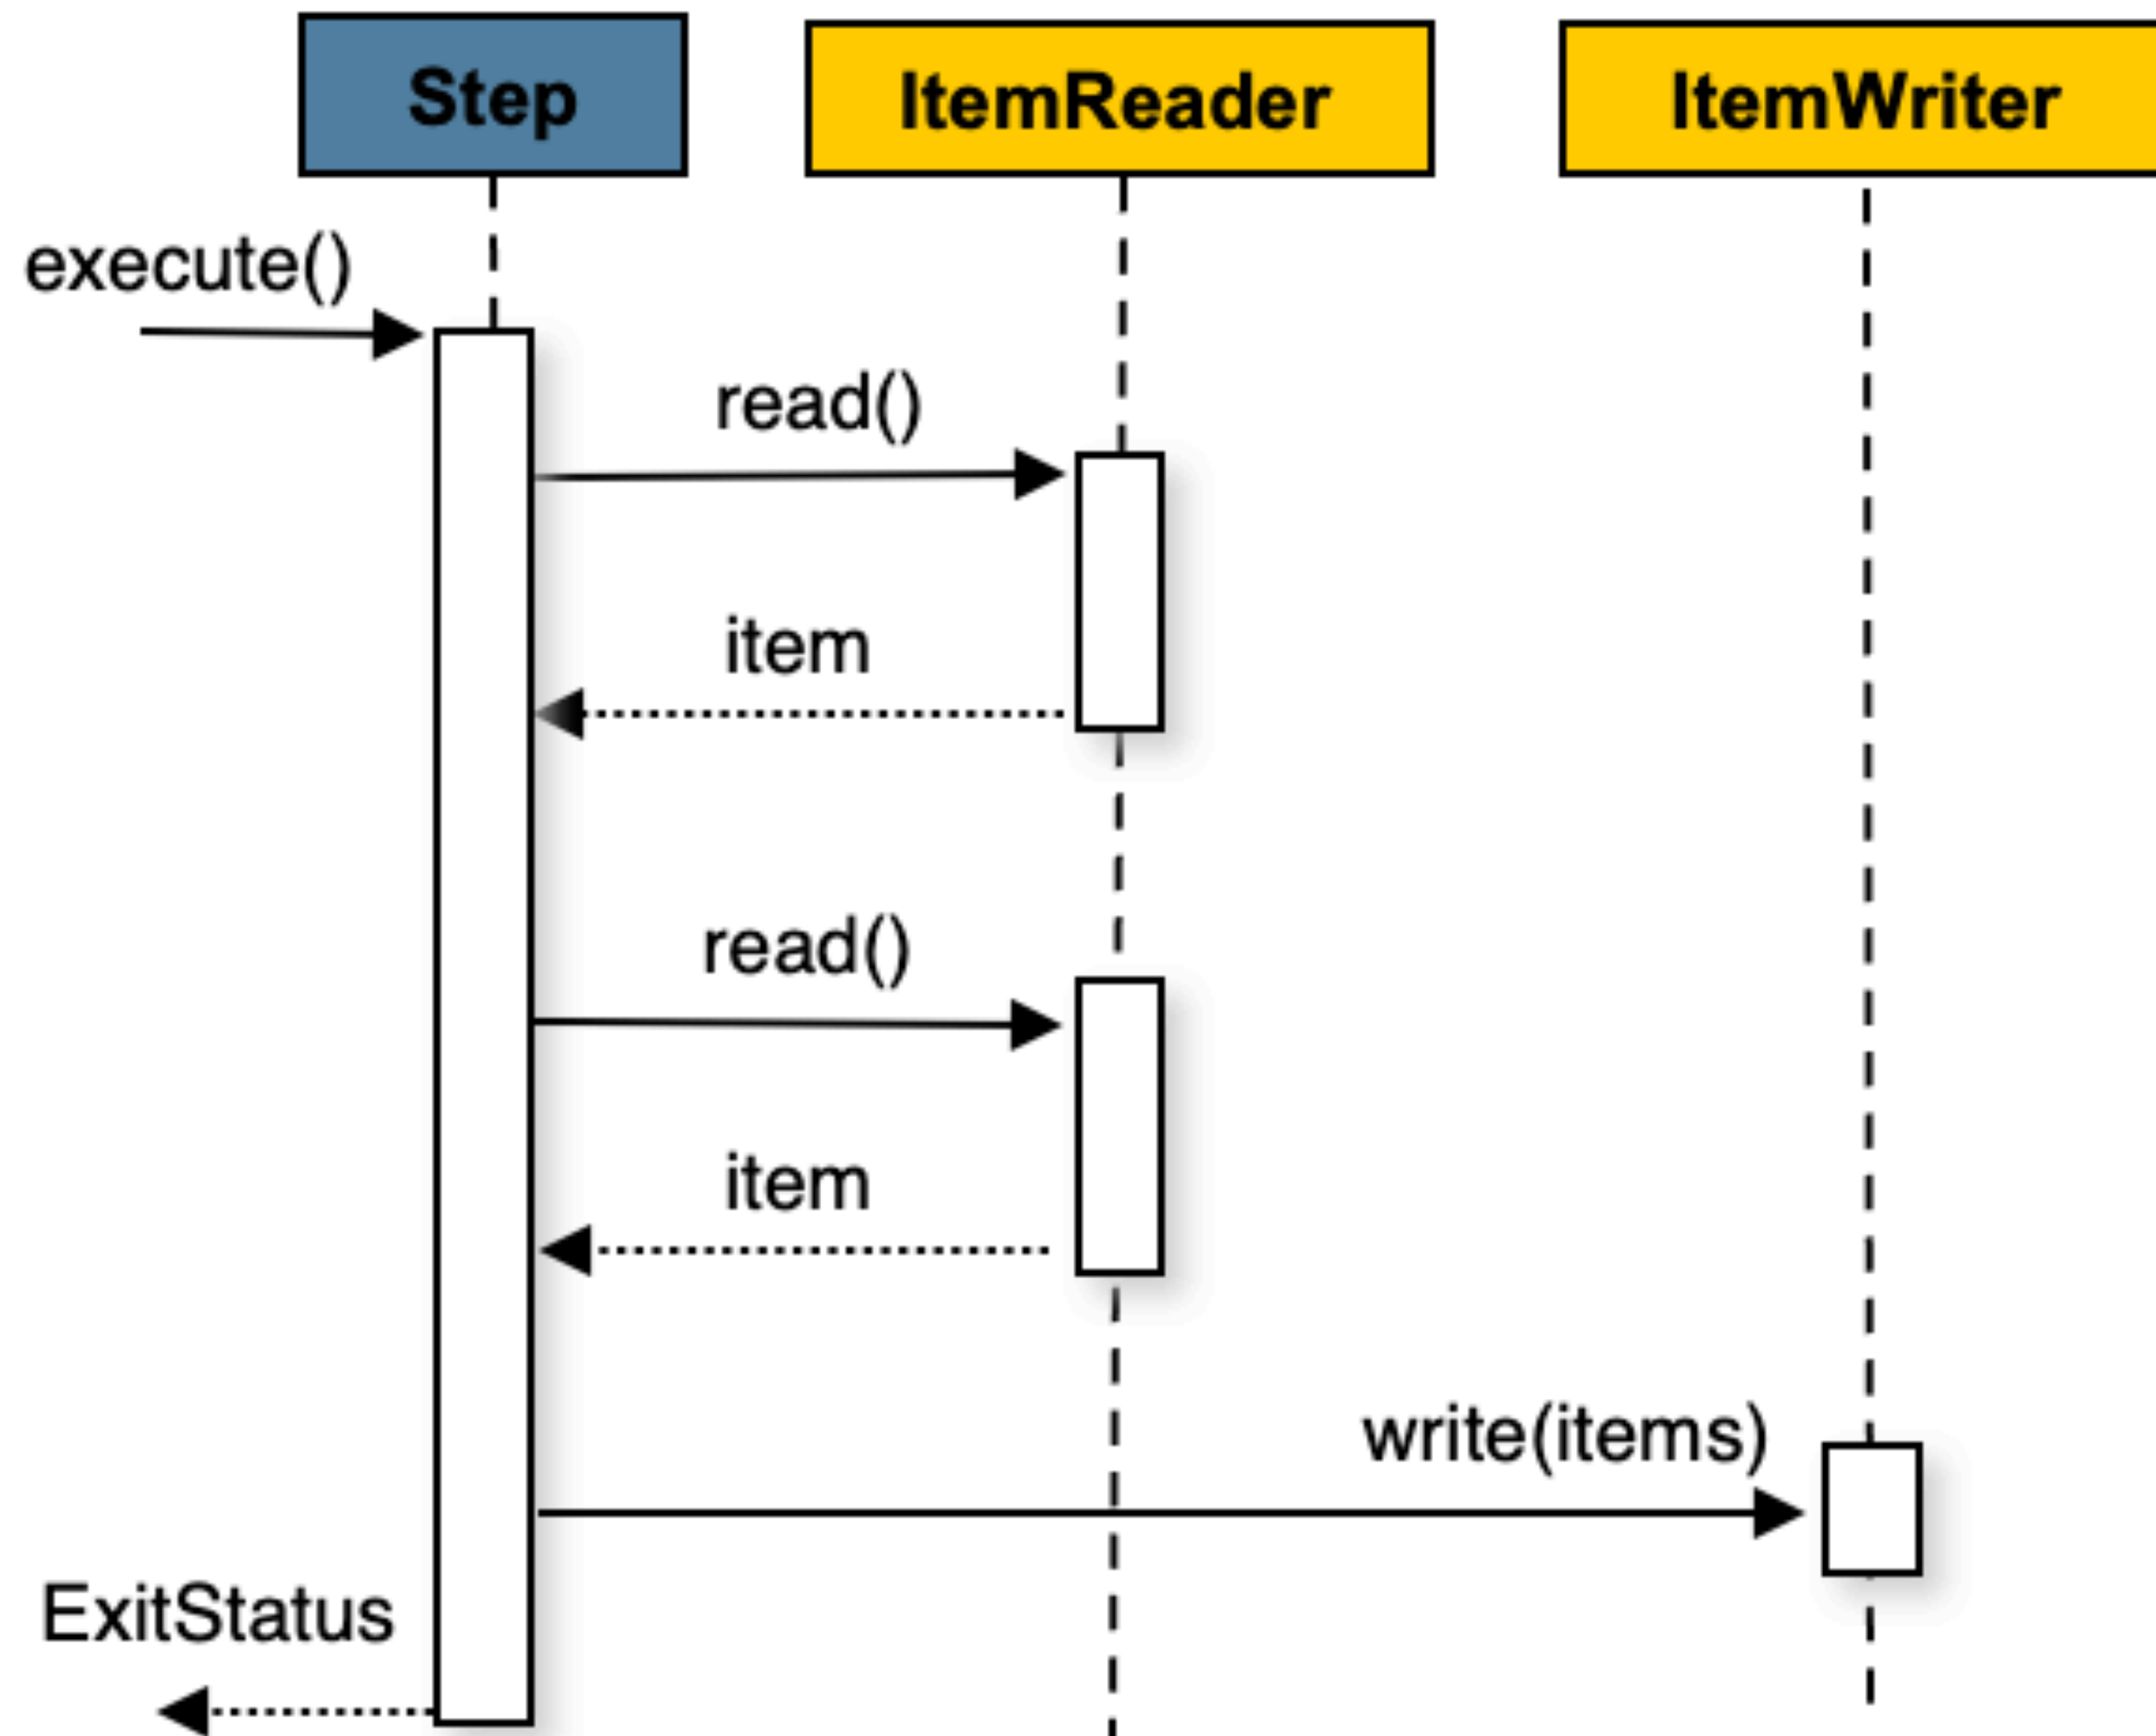 Step
ItemReader
ItemWriter
execute()
read()
item
read()
item
write(items)
ExitStatus